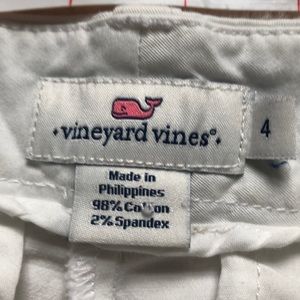 ·vineyard vines®·
4
Made in
Philippines
98% Cotton
2% Spandex